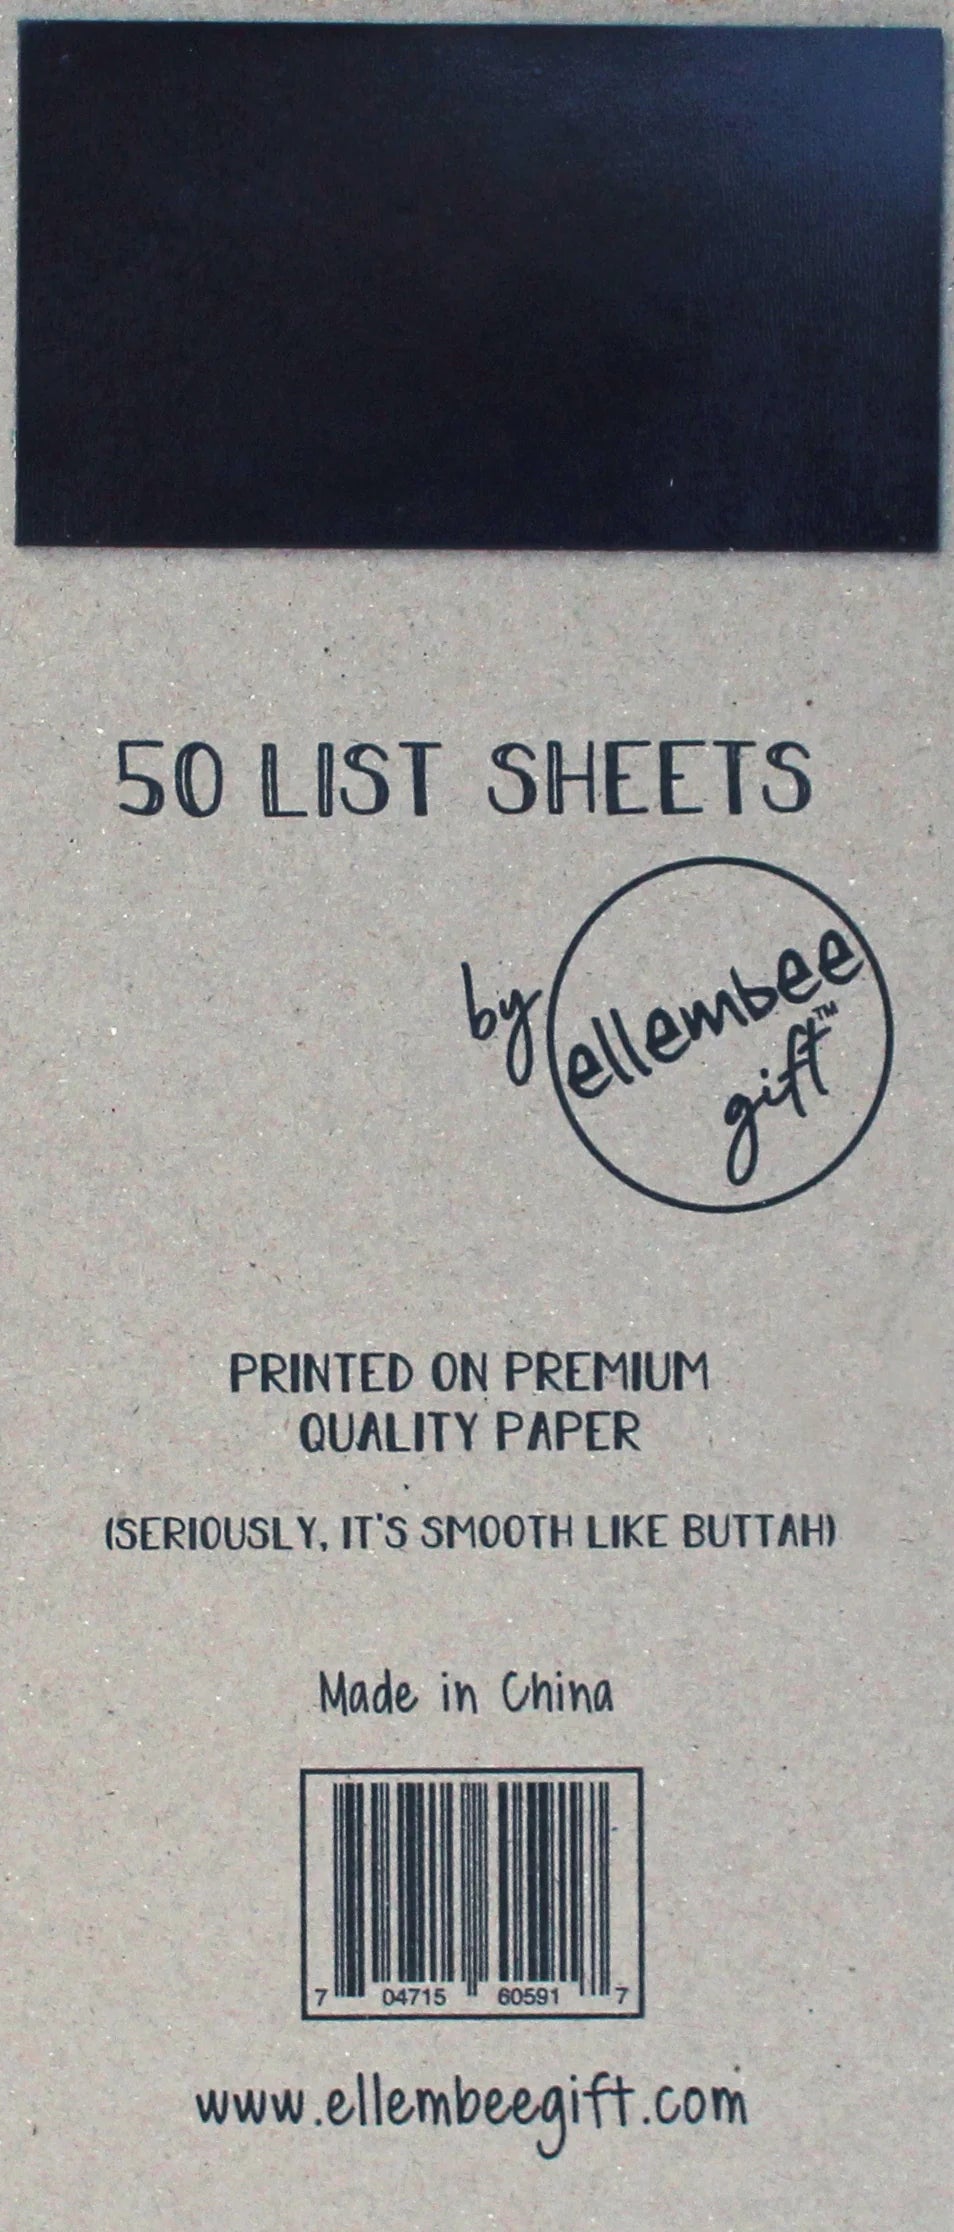 50 LIST SHEETS
by ellembee
gift™
PRINTED ON PREMIUM
QUALITY PAPER
(SERIOUSLY, IT'S SMOOTH LIKE BUTTAH)
Made in China
7 04715 60591 7
www.ellembeegift.com